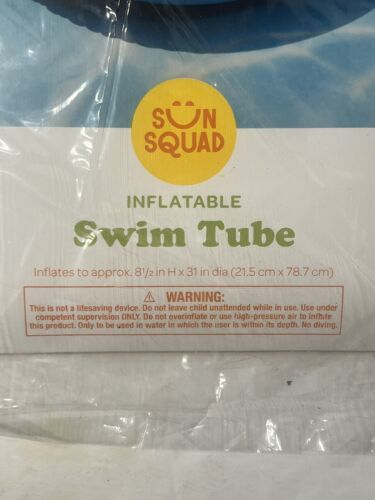 SUN
SQUAD
INFLATABLE
Swim Tube
Inflates to approx. 8½ in H x 31 in dia (21.5 cm x 78.7 cm)
⚠ WARNING:
This is not a lifesaving device. Do not leave child unattended while in use. Use under
competent supervision ONLY. Do not overinflate or use high-pressure air to inflate
this product. Only to be used in water in which the user is within its depth. No diving.